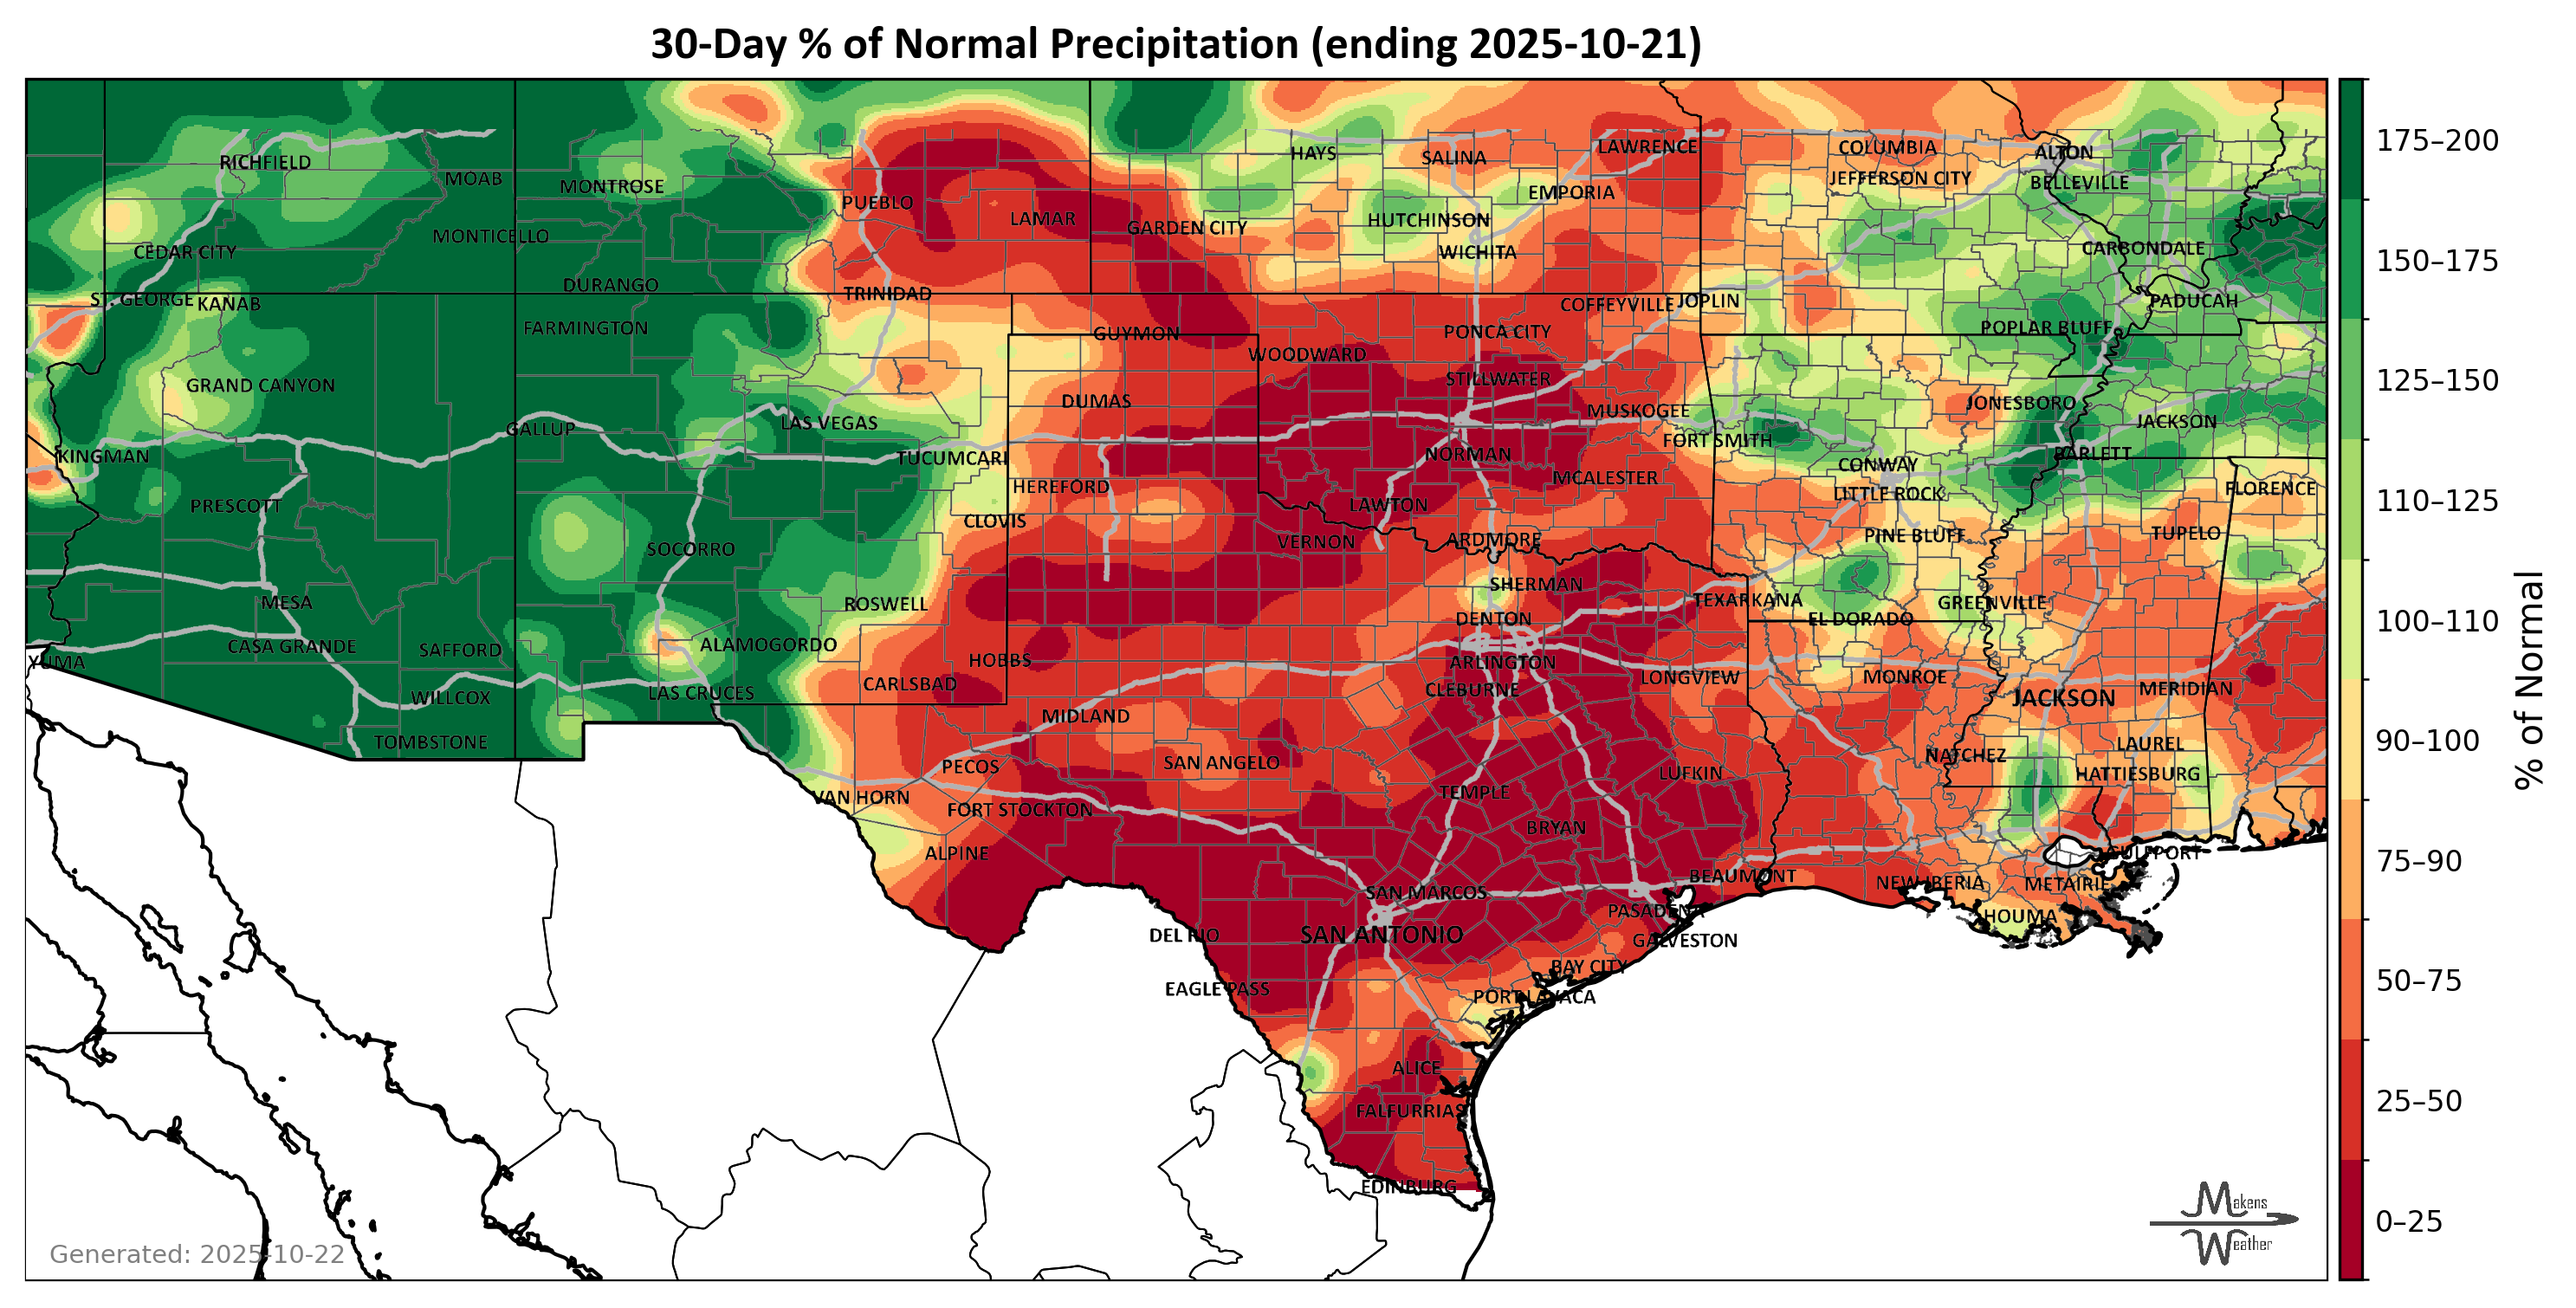 30-Day % of Normal Precipitation (ending 2025-10-21)
HAYS
SALINA
LAWRENCE
COLUMBIA
ALTON
175–200
RICHFIELD
MOAB
MONTROSE
PUEBLO
LAMAR
EMPORIA
JEFFERSON CITY
BELLEVILLE
CEDAR CITY
MONTICELLO
GARDEN CITY
HUTCHINSON
WICHITA
CARBONDALE
150–175
ST. GEORGE
KANAB
DURANGO
TRINIDAD
COFFEYVILLE
JOPLIN
PADUCAH
FARMINGTON
GUYMON
PONCA CITY
POPLAR BLUFF
WOODWARD
GRAND CANYON
STILLWATER
125–150
DUMAS
MUSKOGEE
JONESBORO
GALLUP
LAS VEGAS
FORT SMITH
JACKSON
KINGMAN
TUCUMCARI
NORMAN
CONWAY
BARLETT
PRESCOTT
HEREFORD
LAWTON
MCALESTER
LITTLE ROCK
FLORENCE
110–125
CLOVIS
SOCORRO
VERNON
ARDMORE
PINE BLUFF
TUPELO
MESA
ROSWELL
SHERMAN
TEXARKANA
GREENVILLE
100–110
CASA GRANDE
SAFFORD
ALAMOGORDO
DENTON
EL DORADO
YUMA
HOBBS
ARLINGTON
WILLCOX
LAS CRUCES
CARLSBAD
CLEBURNE
LONGVIEW
MONROE
JACKSON
MERIDIAN
% of Normal
TOMBSTONE
MIDLAND
NATCHEZ
LAUREL
90–100
PECOS
SAN ANGELO
LUFKIN
HATTIESBURG
VAN HORN
FORT STOCKTON
TEMPLE
BRYAN
ALPINE
GULFPORT
75–90
SAN MARCOS
BEAUMONT
NEW IBERIA
METAIRIE
DEL RIO
SAN ANTONIO
PASADENA
GALVESTON
HOUMA
EAGLE PASS
BAY CITY
PORT LAVACA
50–75
ALICE
FALFURRIAS
25–50
EDINBURG
Generated: 2025-10-22
Makens
Weather
0–25